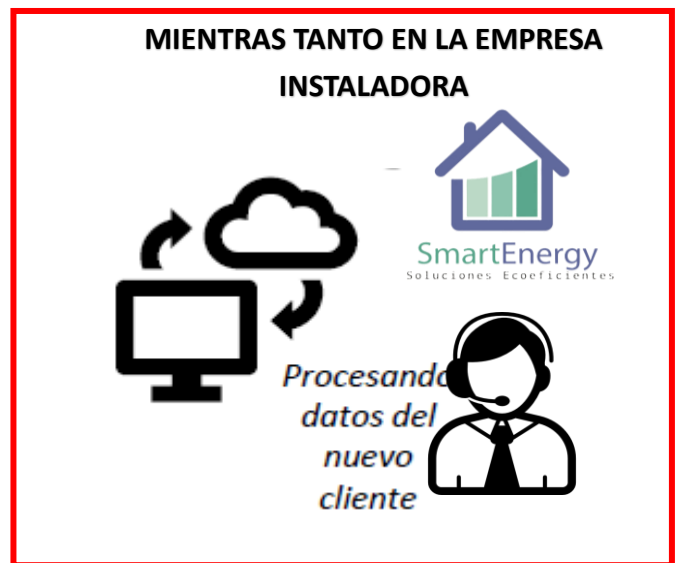 MIENTRAS TANTO EN LA EMPRESA
INSTALADORA
SmartEnergy
Soluciones Ecoeficientes
Procesando
datos del
nuevo
cliente